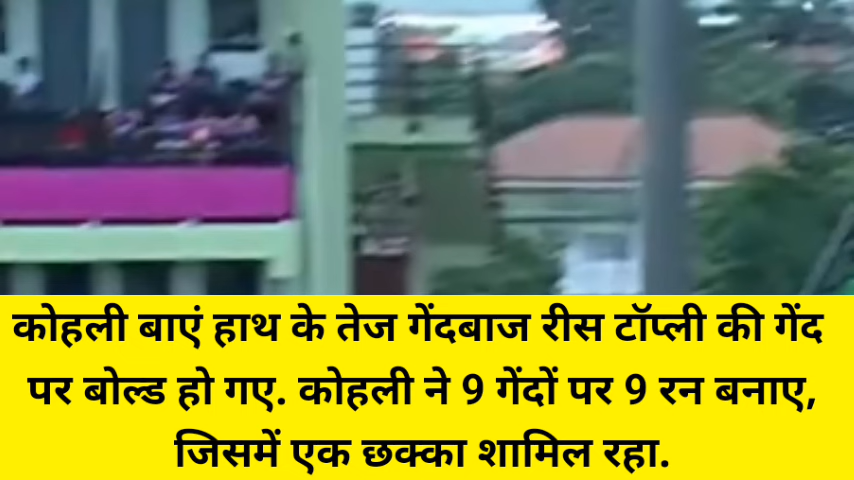 कोहली बाएं हाथ के तेज गेंदबाज रीस टॉप्ली की गेंद
पर बोल्ड हो गए. कोहली ने 9 गेंदों पर 9 रन बनाए,
जिसमें एक छक्का शामिल रहा.